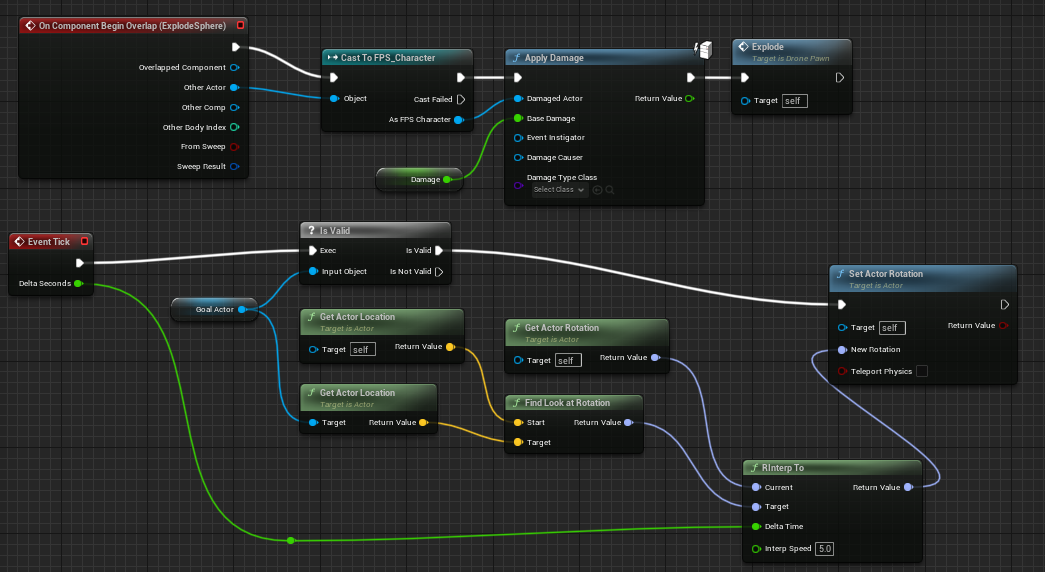 On Component Begin Overlap (ExplodeSphere)
Overlapped Component
Other Actor
Other Comp
Other Body Index
From Sweep
Sweep Result
Cast To FPS_Character
Object
Cast Failed
As FPS Character
Damage
Apply Damage
Damaged Actor
Return Value
Base Damage
Event Instigator
Damage Causer
Damage Type Class
Select Class
Explode
Target is Drone Pawn
Target self
Event Tick
Delta Seconds
Goal Actor
? Is Valid
Exec
Is Valid
Input Object
Is Not Valid
f Get Actor Location
Target is Actor
Target self
Return Value
f Get Actor Location
Target is Actor
Target
Return Value
f Get Actor Rotation
Target is Actor
Target self
Return Value
f Find Look at Rotation
Start
Return Value
Target
f Set Actor Rotation
Target is Actor
Target self
Return Value
New Rotation
Teleport Physics
f RInterp To
Current
Return Value
Target
Delta Time
Interp Speed 5.0